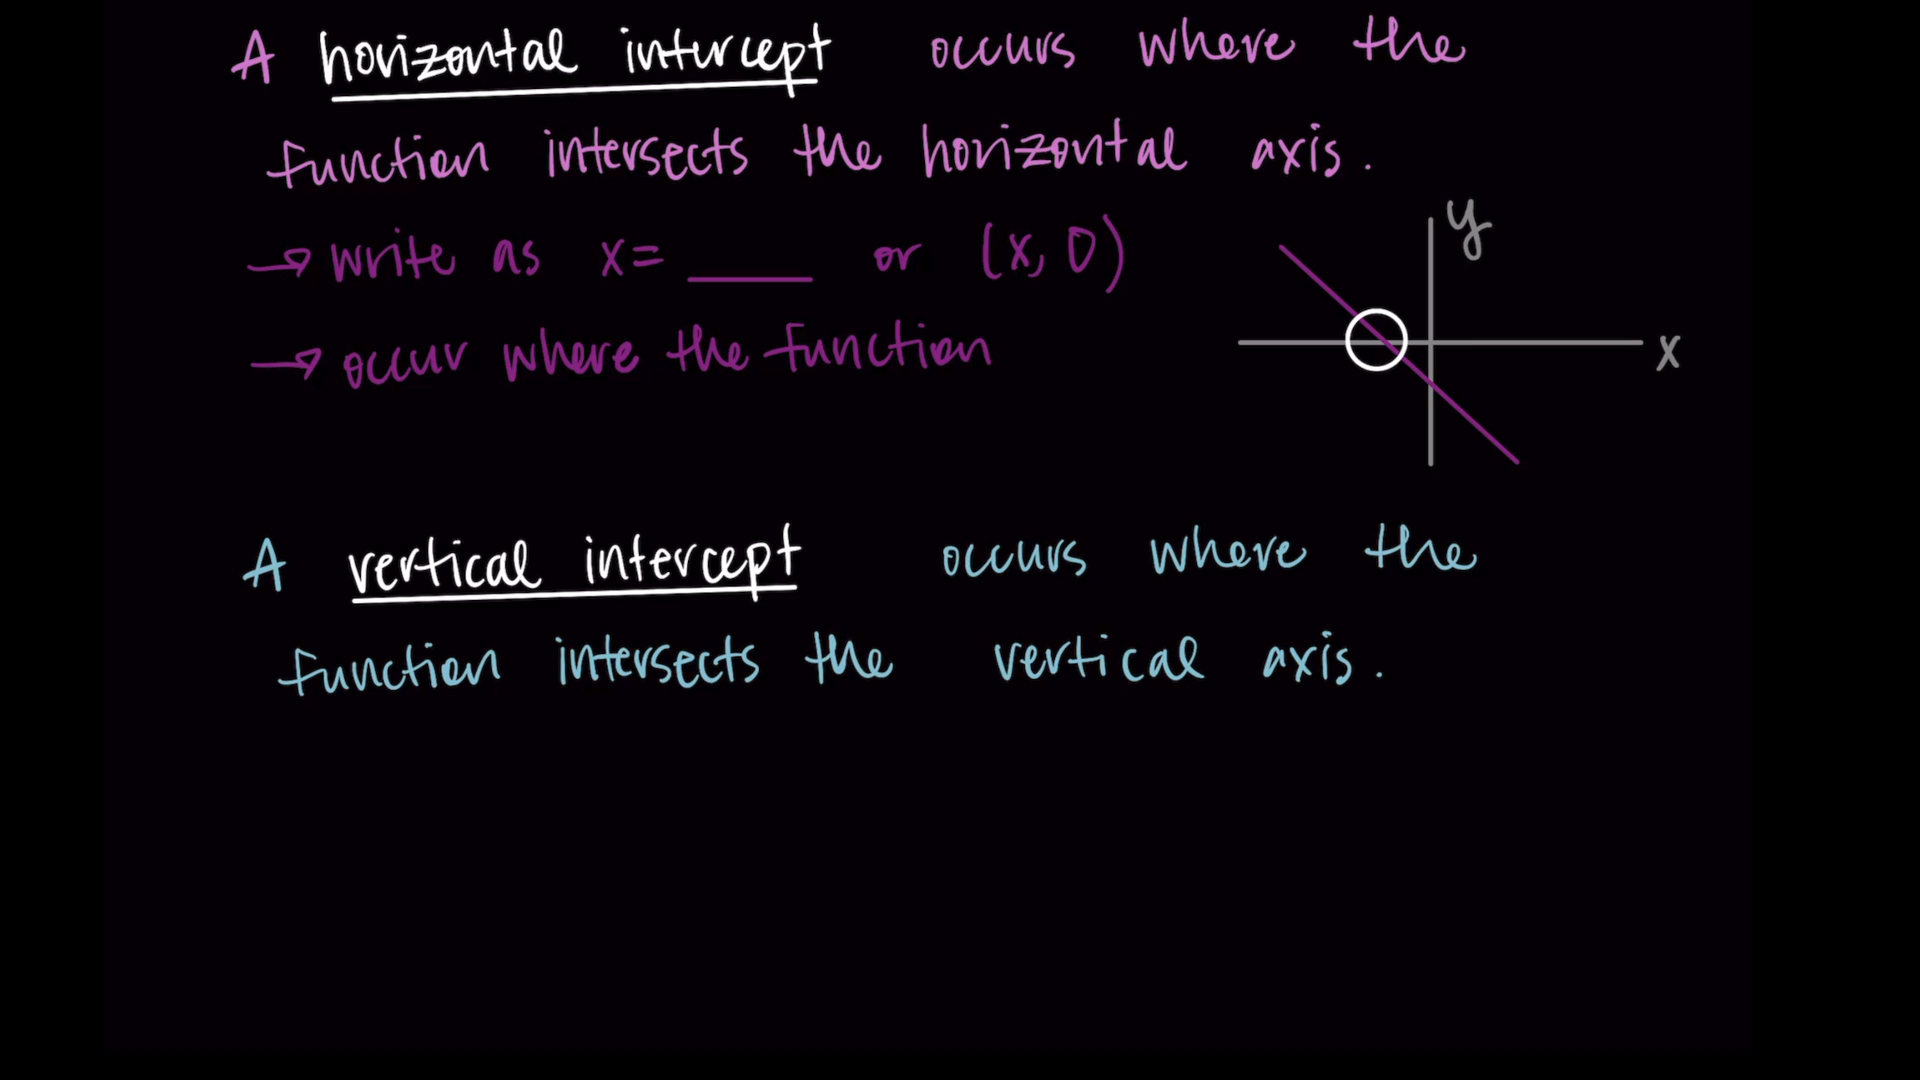 A horizontal intercept occurs where the
function intersects the horizontal axis.
→ write as x= ____ or (x, 0)
→ occur where the function
y
x
A vertical intercept occurs where the
function intersects the vertical axis.